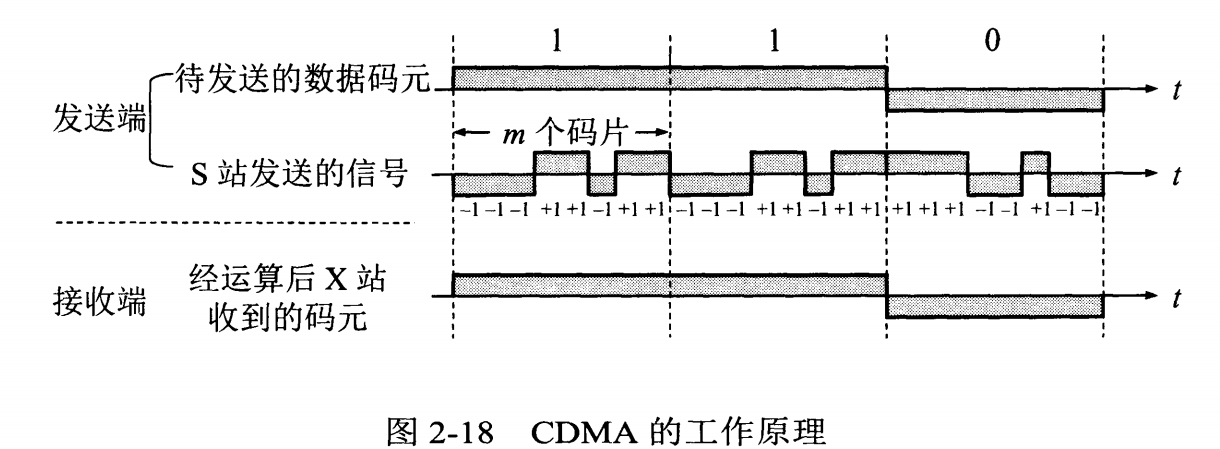 1 1 0
待发送的数据码元 t
发送端
m 个码片
S 站发送的信号 t
–1 –1 –1 +1 +1 –1 +1 +1 –1 –1 –1 +1 +1 –1 +1 +1 +1 +1 +1 –1 –1 +1 –1 –1
接收端
经运算后 X 站
收到的码元
t
图 2-18 CDMA 的工作原理